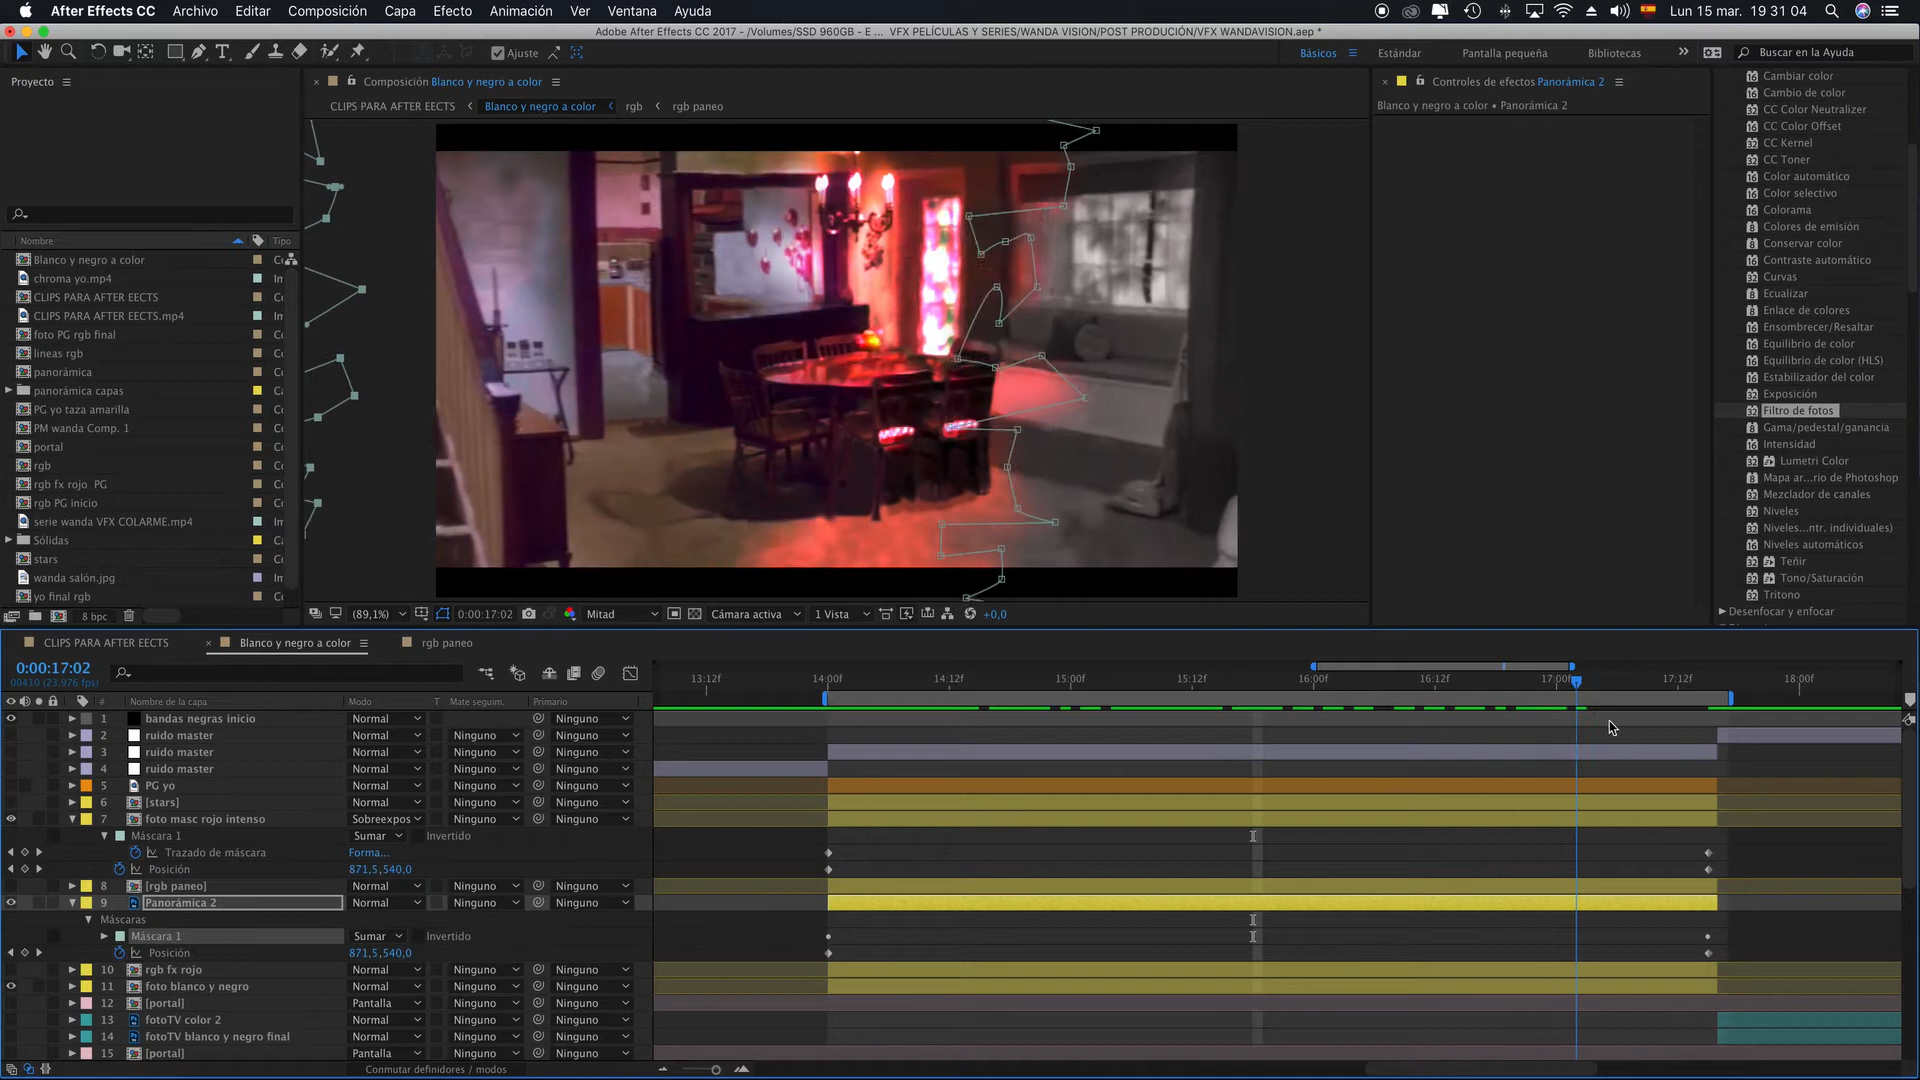 After Effects CC Archivo Editar Composición Capa Efecto Animación Ver Ventana Ayuda Lun 15 mar. 19 31 04
Adobe After Effects CC 2017 - /Volumes/SSD 960GB - E ... VFX PELÍCULAS Y SERIES/WANDA VISION/POST PRODUCIÓN/VFX WANDAVISION.aep *
Ajuste Básicos Estándar Pantalla pequeña Bibliotecas Buscar en la Ayuda
Proyecto
Composición Blanco y negro a color
Controles de efectos Panorámica 2
CLIPS PARA AFTER EECTS Blanco y negro a color rgb rgb paneo
Blanco y negro a color • Panorámica 2
Nombre Tipo
Blanco y negro a color
chroma yo.mp4
CLIPS PARA AFTER EECTS
CLIPS PARA AFTER EECTS.mp4
foto PG rgb final
lineas rgb
panorámica
panorámica capas
PG yo taza amarilla
PM wanda Comp. 1
portal
rgb
rgb fx rojo PG
rgb PG inicio
serie wanda VFX COLARME.mp4
Sólidas
stars
wanda salón.jpg
yo final rgb
8 bpc
(89,1%) 0:00:17:02 Mitad Cámara activa 1 Vista +0,0
Cambiar color
Cambio de color
CC Color Neutralizer
CC Color Offset
CC Kernel
CC Toner
Color automático
Color selectivo
Colorama
Colores de emisión
Conservar color
Contraste automático
Curvas
Ecualizar
Enlace de colores
Ensombrecer/Resaltar
Equilibrio de color
Equilibrio de color (HLS)
Estabilizador del color
Exposición
Filtro de fotos
Gama/pedestal/ganancia
Intensidad
Lumetri Color
Mapa ar...rio de Photoshop
Mezclador de canales
Niveles
Niveles...ntr. individuales)
Niveles automáticos
Teñir
Tono/Saturación
Tritono
Desenfocar y enfocar
CLIPS PARA AFTER EECTS Blanco y negro a color rgb paneo
0:00:17:02
00410 (23.976 fps)
13:12f 14:00f 14:12f 15:00f 15:12f 16:00f 16:12f 17:00f 17:12f 18:00f
# Nombre de la capa Modo T Mate seguim. Primario
1 bandas negras inicio Normal Ninguno
2 ruido master Normal Ninguno Ninguno
3 ruido master Normal Ninguno Ninguno
4 ruido master Normal Ninguno Ninguno
5 PG yo Normal Ninguno Ninguno
6 [stars] Normal Ninguno Ninguno
7 foto masc rojo intenso Sobreexpos Ninguno Ninguno
Máscara 1 Sumar Invertido
Trazado de máscara Forma...
Posición 871,5,540,0
8 [rgb paneo] Normal Ninguno Ninguno
9 Panorámica 2 Normal Ninguno Ninguno
Máscaras
Máscara 1 Sumar Invertido
Posición 871,5,540,0
10 rgb fx rojo Normal Ninguno Ninguno
11 foto blanco y negro Normal Ninguno Ninguno
12 [portal] Pantalla Ninguno Ninguno
13 fotoTV color 2 Normal Ninguno Ninguno
14 fotoTV blanco y negro final Normal Ninguno Ninguno
15 [portal] Pantalla Ninguno Ninguno
Conmutar definidores / modos